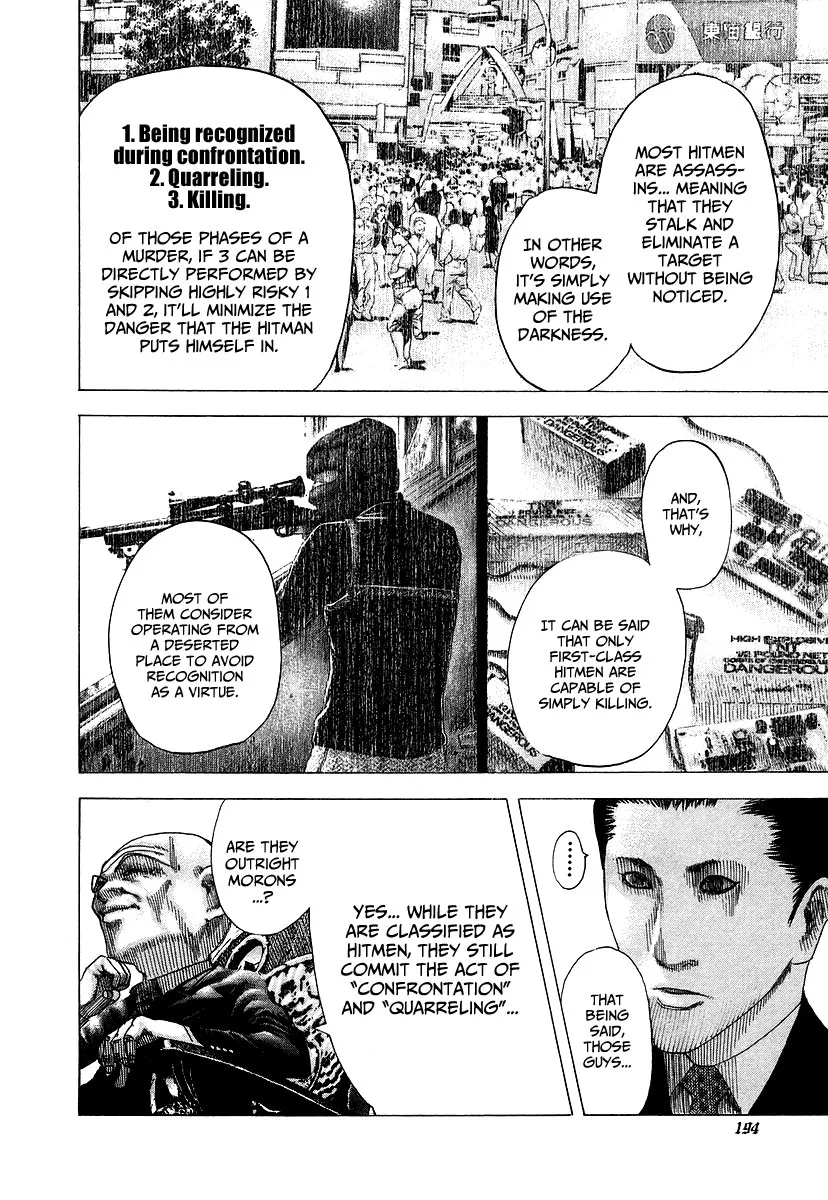 東海銀行
MOST HITMEN
ARE ASSASS-
INS... MEANING
THAT THEY
STALK AND
ELIMINATE A
TARGET
WITHOUT BEING
NOTICED.
IN OTHER
WORDS,
IT'S SIMPLY
MAKING USE
OF THE
DARKNESS.
1. Being recognized
during confrontation.
2. Quarreling.
3. Killing.
OF THOSE PHASES OF A
MURDER, IF 3 CAN BE
DIRECTLY PERFORMED BY
SKIPPING HIGHLY RISKY 1
AND 2, IT'LL MINIMIZE THE
DANGER THAT THE HITMAN
PUTS HIMSELF IN.
AND,
THAT'S
WHY,
IT CAN BE SAID
THAT ONLY
FIRST-CLASS
HITMEN ARE
CAPABLE OF
SIMPLY KILLING.
TNT
DANGEROUS
HIGH EXPLOSIVE
TNT
DANGEROUS
DANGEROUS
MOST OF
THEM CONSIDER
OPERATING FROM
A DESERTED
PLACE TO AVOID
RECOGNITION
AS A VIRTUE.
......
THAT
BEING
SAID,
THOSE
GUYS...
YES... WHILE THEY
ARE CLASSIFIED AS
HITMEN, THEY STILL
COMMIT THE ACT OF
"CONFRONTATION"
AND "QUARRELING"...
ARE THEY
OUTRIGHT
MORONS
...?
194